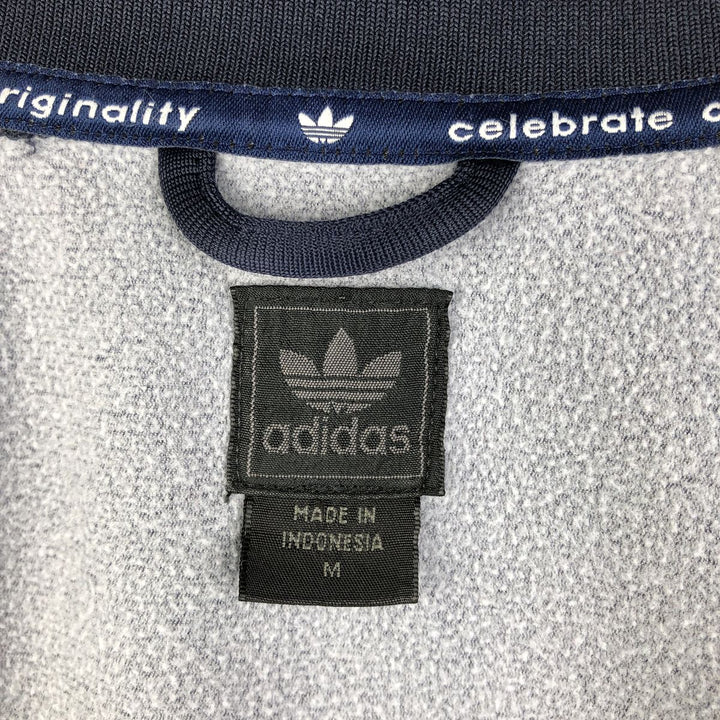 riginality celebrate o
adidas
MADE IN
INDONESIA
M